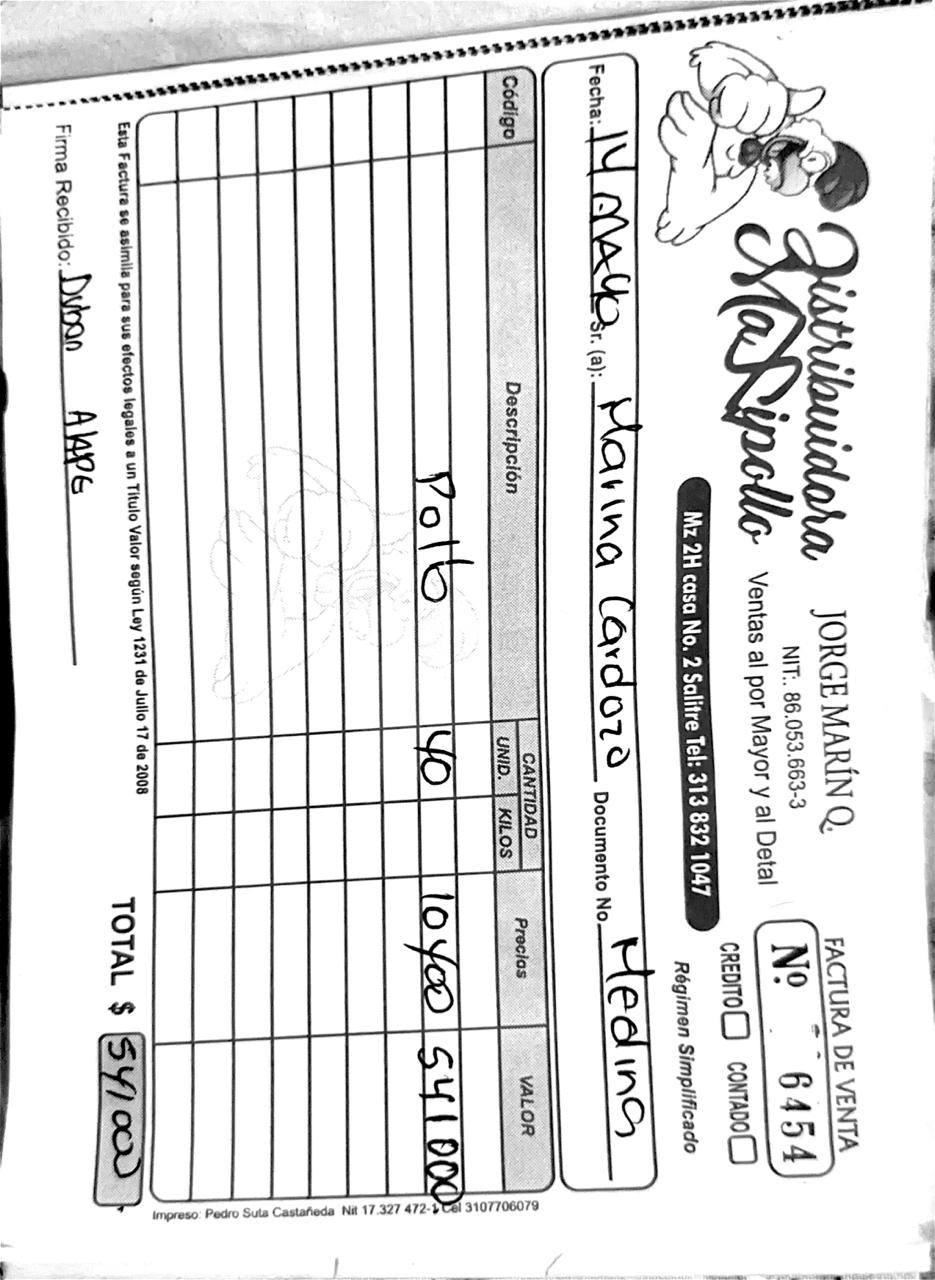 Distribuidora
MaXipollo
JORGE MARÍN Q.
NIT:. 86.053.663-3
Ventas al por Mayor y al Detal
Mz 2H casa No. 2 Salitre Tel: 313 832 1047
FACTURA DE VENTA
Nº 6454
CREDITO CONTADO
Régimen Simplificado
Fecha: 14 MAYO Sr. (a): Marina Cardozo Documento No. Medina
Código Descripción CANTIDAD UNID. KILOS Precios VALOR
Pollo 40 10400 541000
Esta Factura se asimila para sus efectos legales a un Titulo Valor según Ley 1231 de Julio 17 de 2008
TOTAL $ 541000
Firma Recibido: Duban AlAPE
Impreso: Pedro Suta Castañeda Nit 17.327 472-1 Cel 3107706079